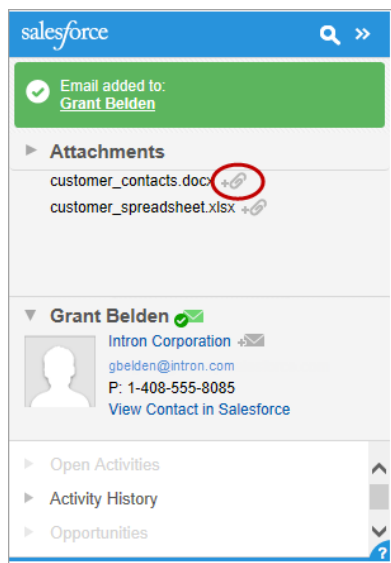 salesforce
Email added to:
Grant Belden
Attachments
customer_contacts.docx
customer_spreadsheet.xlsx
Grant Belden
Intron Corporation
gbelden@intron.com
P: 1-408-555-8085
View Contact in Salesforce
Open Activities
Activity History
Opportunities
?